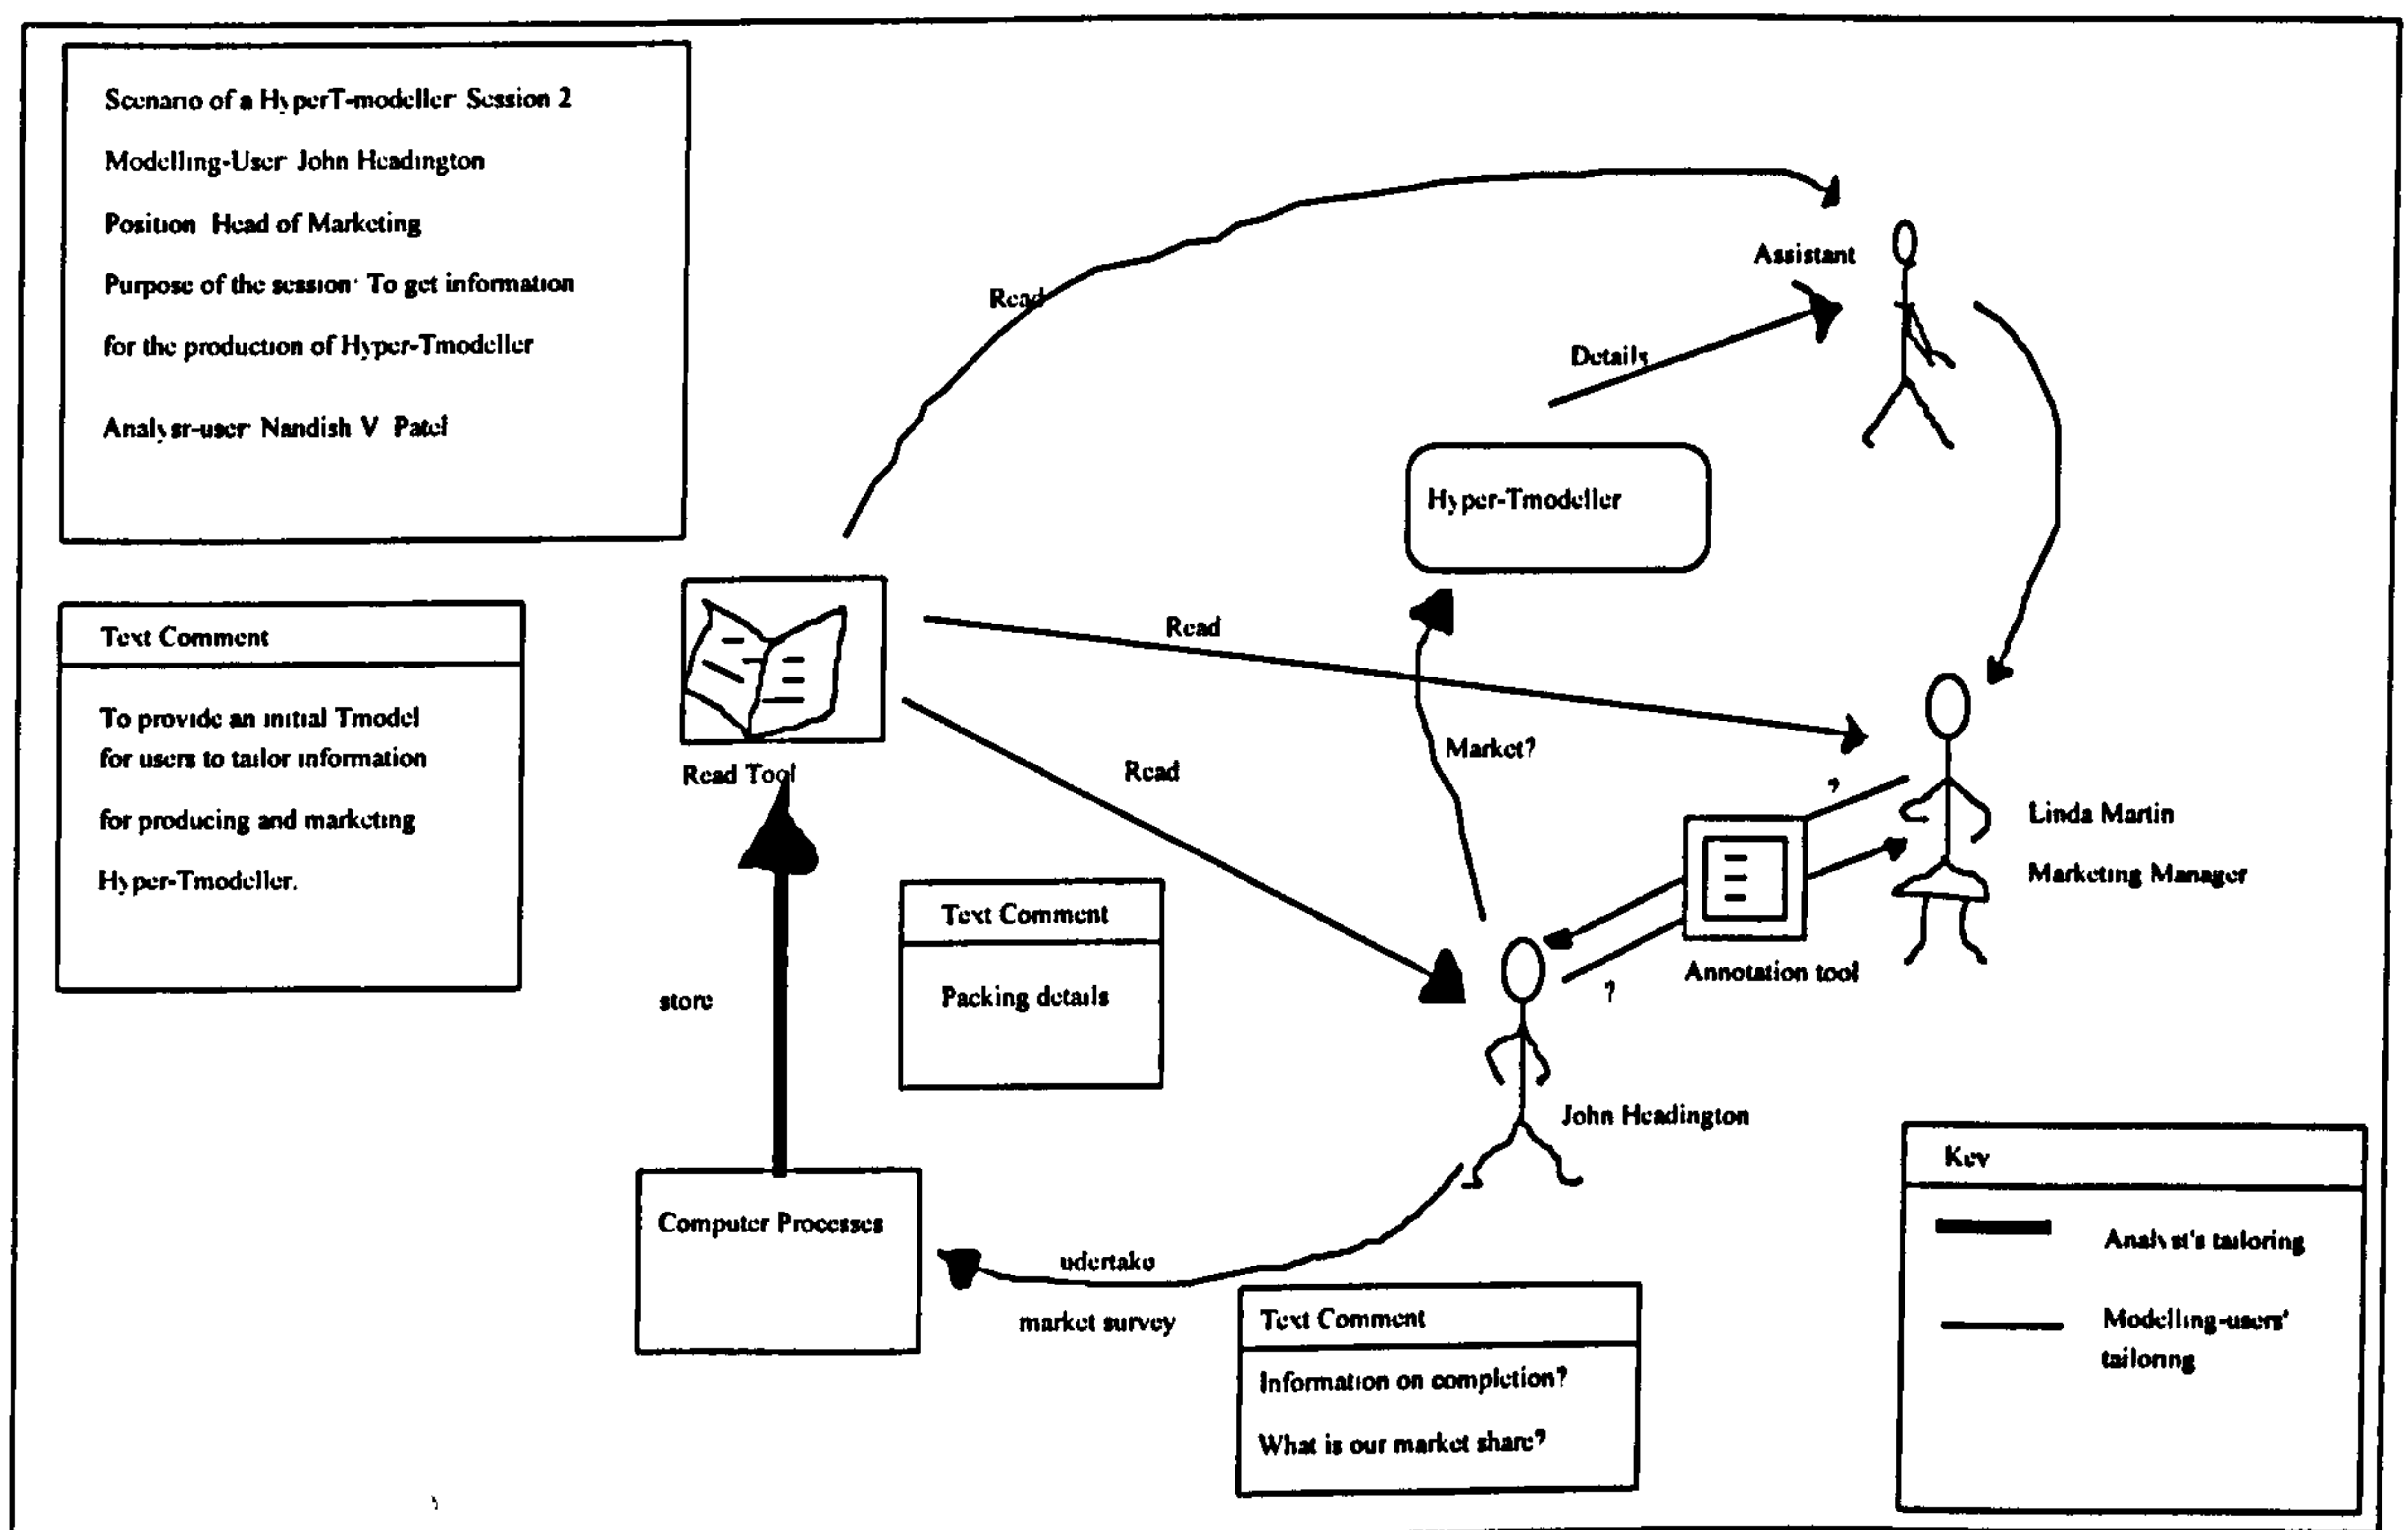 Scenario of a HyperT-modeller Session 2
Modelling-User John Headington
Position Head of Marketing
Purpose of the session: To get information
for the production of Hyper-Tmodeller
Analyst-user Nandish V Patel
Read
Assistant
Details
Hyper-Tmodeller
Text Comment
To provide an initial Tmodel
for users to tailor information
for producing and marketing
Hyper-Tmodeller.
Read Tool
Read
Read
Market?
?
Linda Martin
Marketing Manager
Annotation tool
?
Text Comment
Packing details
store
John Headington
Computer Processes
udertake
market survey
Text Comment
Information on completion?
What is our market share?
Key
Analyst's tailoring
Modelling-users'
tailoring